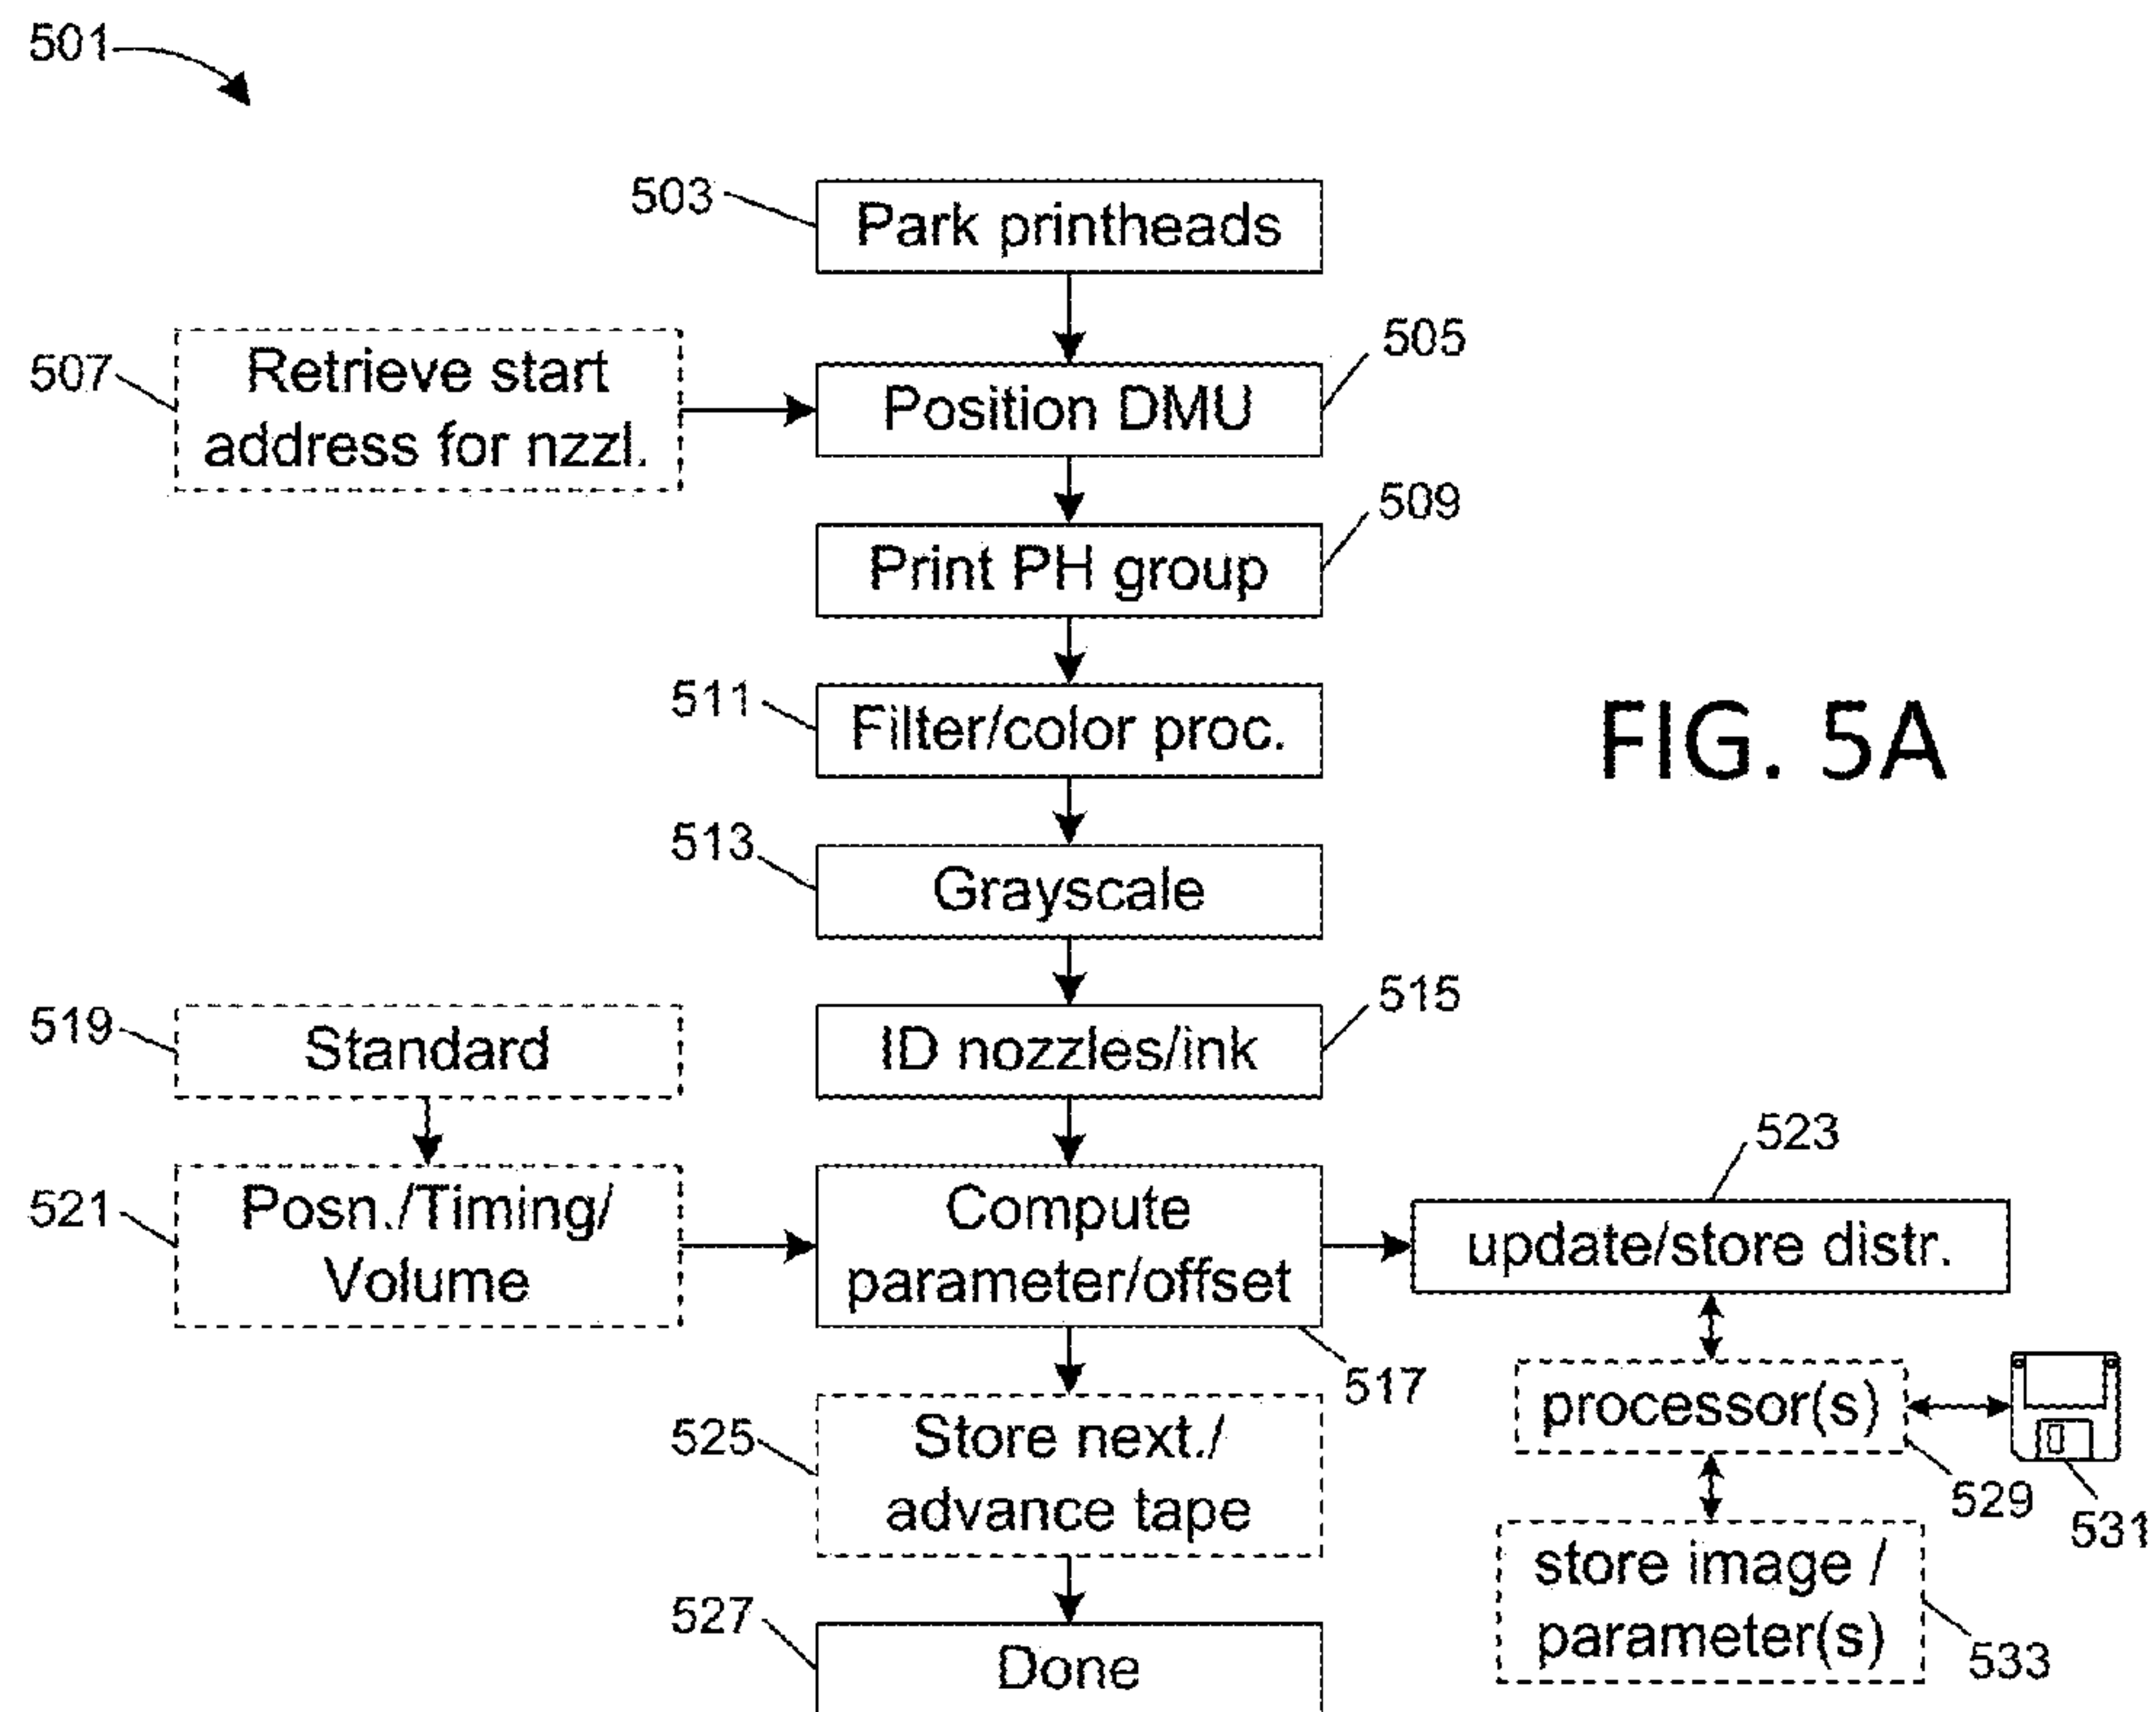 501
503
Park printheads
507
Retrieve start
address for nzzl.
505
Position DMU
509
Print PH group
511
Filter/color proc.
FIG. 5A
513
Grayscale
519
Standard
515
ID nozzles/ink
521
Posn./Timing/
Volume
Compute
parameter/offset
517
523
update/store distr.
525
Store next./
advance tape
processor(s)
529
531
527
Done
store image /
parameter(s)
533